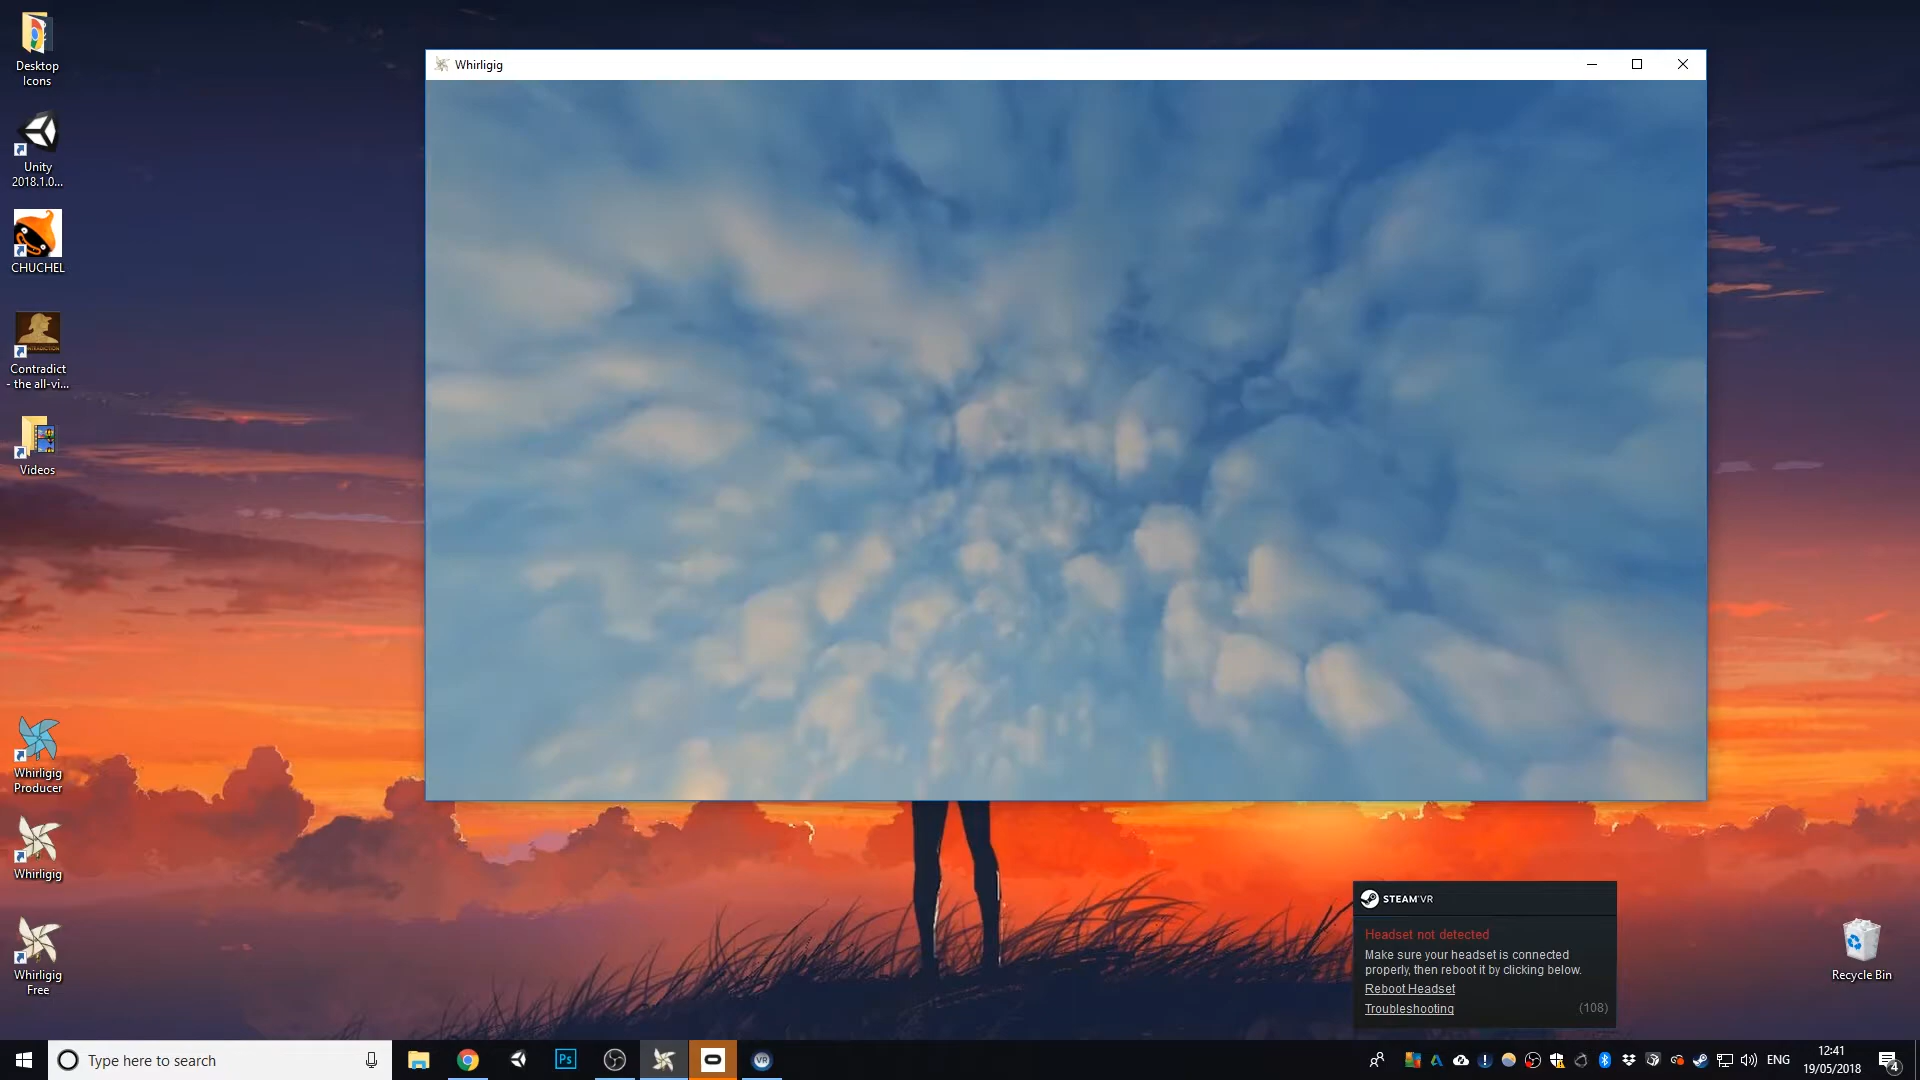 Desktop
Icons
Unity
2018.1.0...
CHUCHEL
Contradict
- the all-vi...
Videos
Whirligig
Producer
Whirligig
Whirligig
Free
Whirligig
STEAMVR
Headset not detected
Make sure your headset is connected
properly, then reboot it by clicking below.
Reboot Headset
Troubleshooting
(108)
Recycle Bin
Type here to search
Ps
VR
ENG
12:41
19/05/2018
4